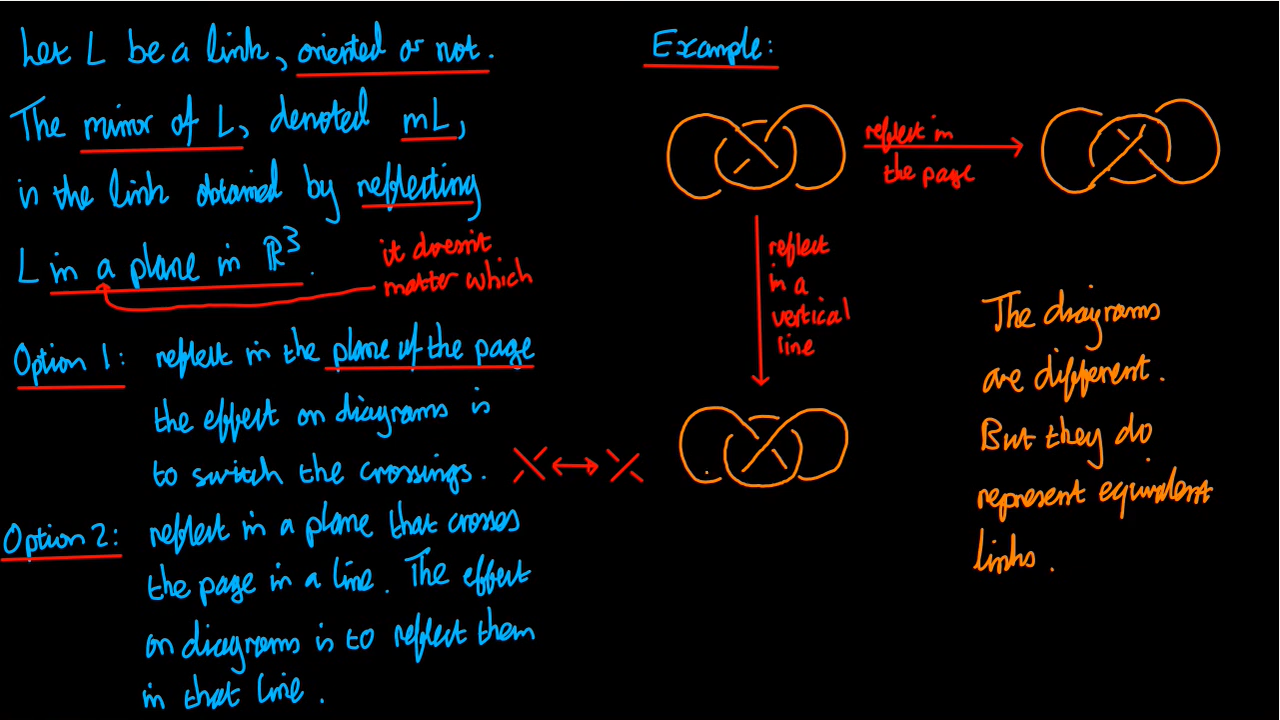 Let L be a link, oriented or not.
The mirror of L, denoted mL,
is the link obtained by reflecting
L in a plane in ℝ³.
it doesn't
matter which
Option 1: reflect in the plane of the page
the effect on diagrams is
to switch the crossings.
Option 2: reflect in a plane that crosses
the page in a line. The effect
on diagrams is to reflect them
in that line.
Example:
reflect in
the page
reflect
in a
vertical
line
The diagrams
are different.
But they do
represent equivalent
links.